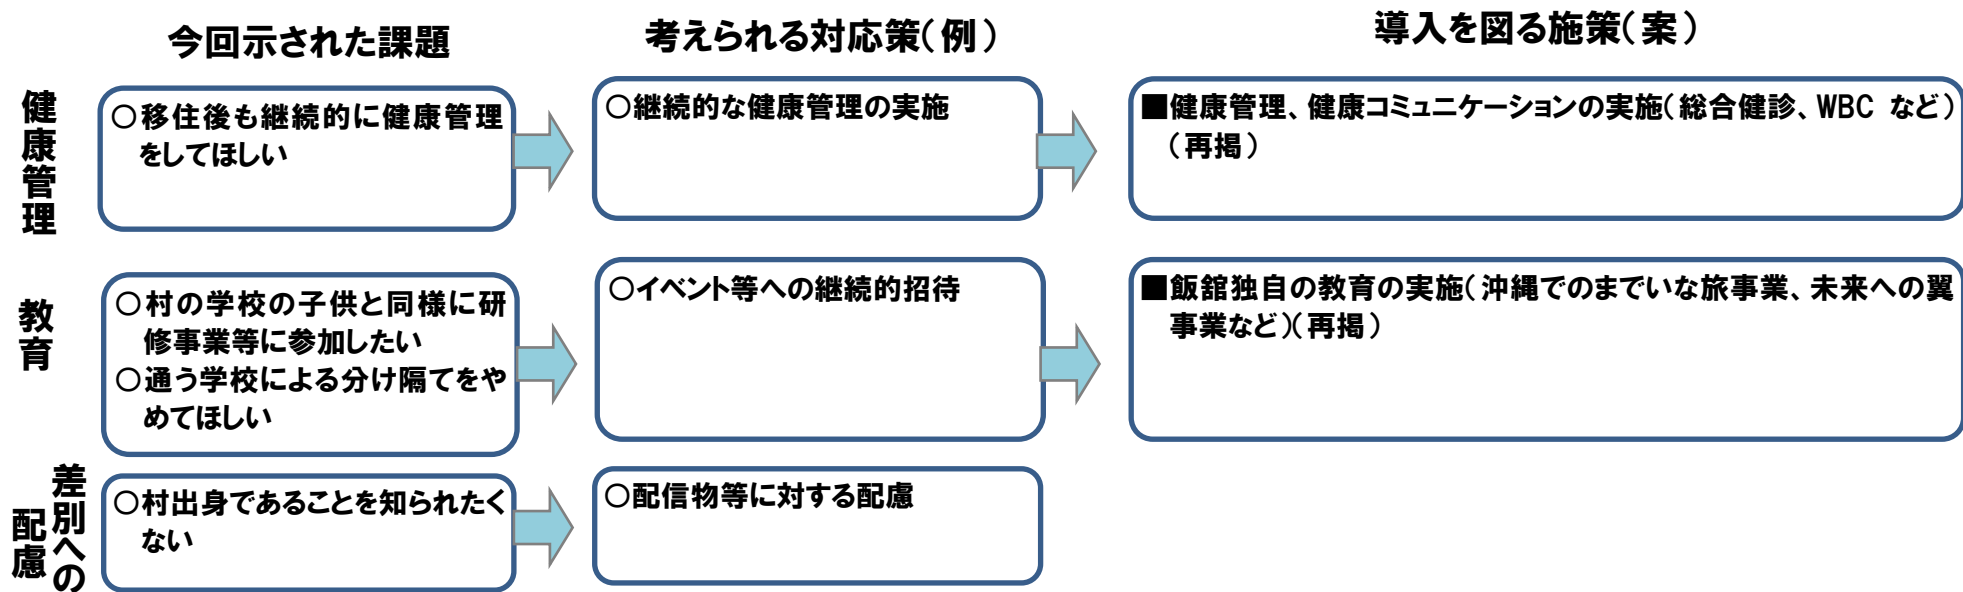 今回示された課題
考えられる対応策(例)
導入を図る施策(案)
健康管理
○移住後も継続的に健康管理
をしてほしい
○継続的な健康管理の実施
■健康管理、健康コミュニケーションの実施(総合健診、WBC など)
(再掲)
教育
○村の学校の子供と同様に研
修事業等に参加したい
○通う学校による分け隔てをや
めてほしい
○イベント等への継続的招待
■飯舘独自の教育の実施(沖縄でのまでいな旅事業、未来への翼
事業など)(再掲)
差別への
配慮
○村出身であることを知られたく
ない
○配信物等に対する配慮